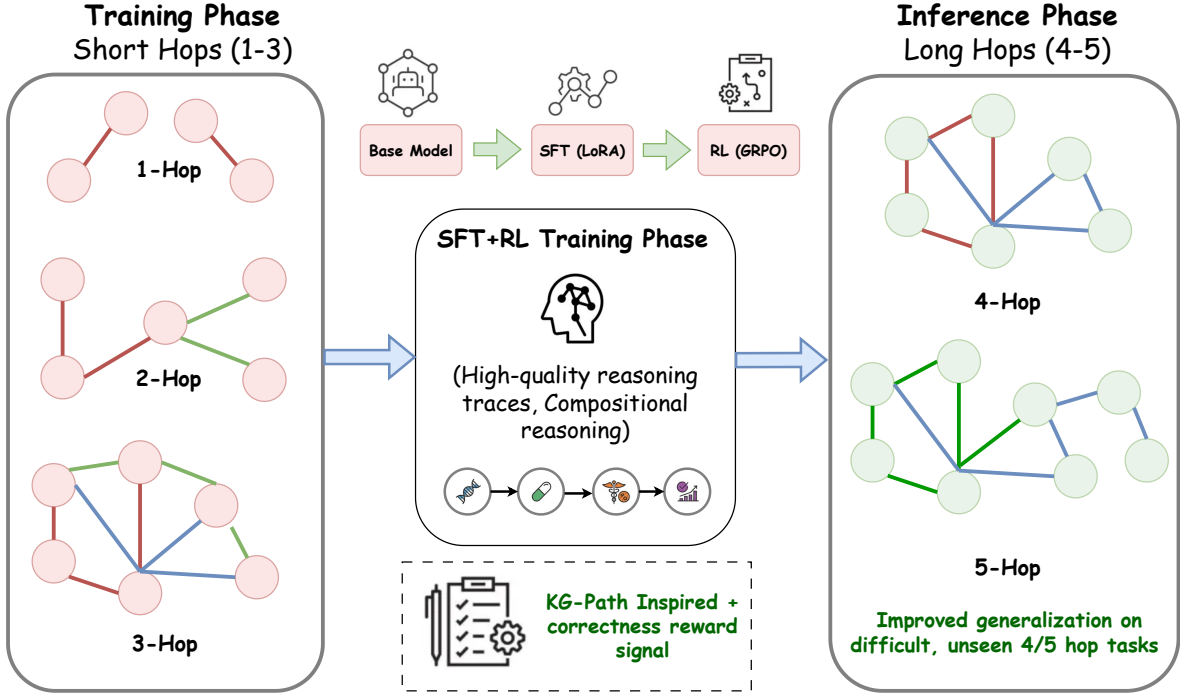 Training Phase
Short Hops (1-3)
1-Hop
2-Hop
3-Hop
Base Model
SFT (LoRA)
RL (GRPO)
SFT+RL Training Phase
(High-quality reasoning
traces, Compositional
reasoning)
KG-Path Inspired +
correctness reward
signal
Inference Phase
Long Hops (4-5)
4-Hop
5-Hop
Improved generalization on
difficult, unseen 4/5 hop tasks